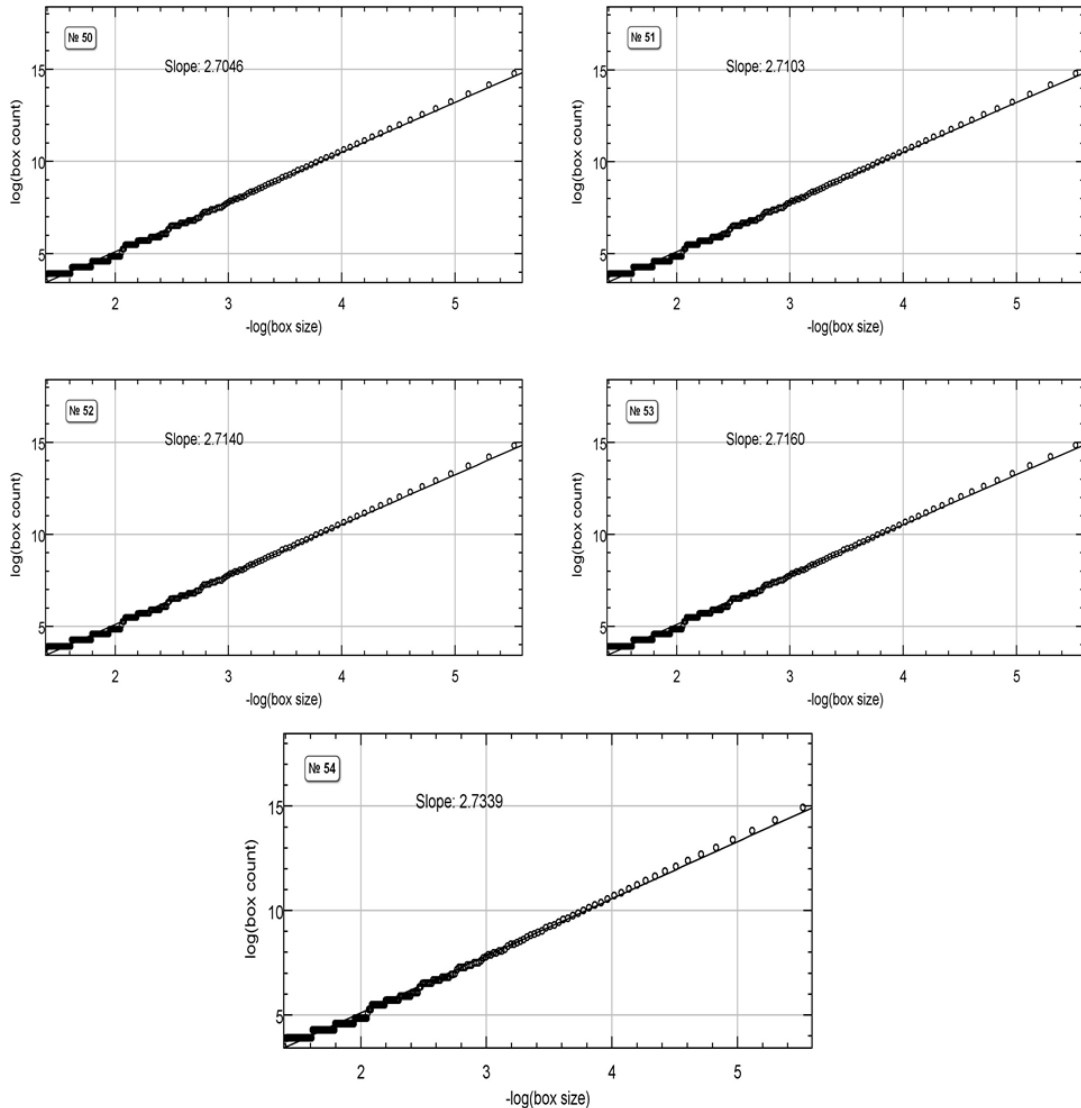 № 50
Slope: 2.7046
15
10
5
log(box count)
2 3 4 5
-log(box size)
№ 51
Slope: 2.7103
15
10
5
log(box count)
2 3 4 5
-log(box size)
№ 52
Slope: 2.7140
15
10
5
log(box count)
2 3 4 5
-log(box size)
№ 53
Slope: 2.7160
15
10
5
log(box count)
2 3 4 5
-log(box size)
№ 54
Slope: 2.7339
15
10
5
log(box count)
2 3 4 5
-log(box size)